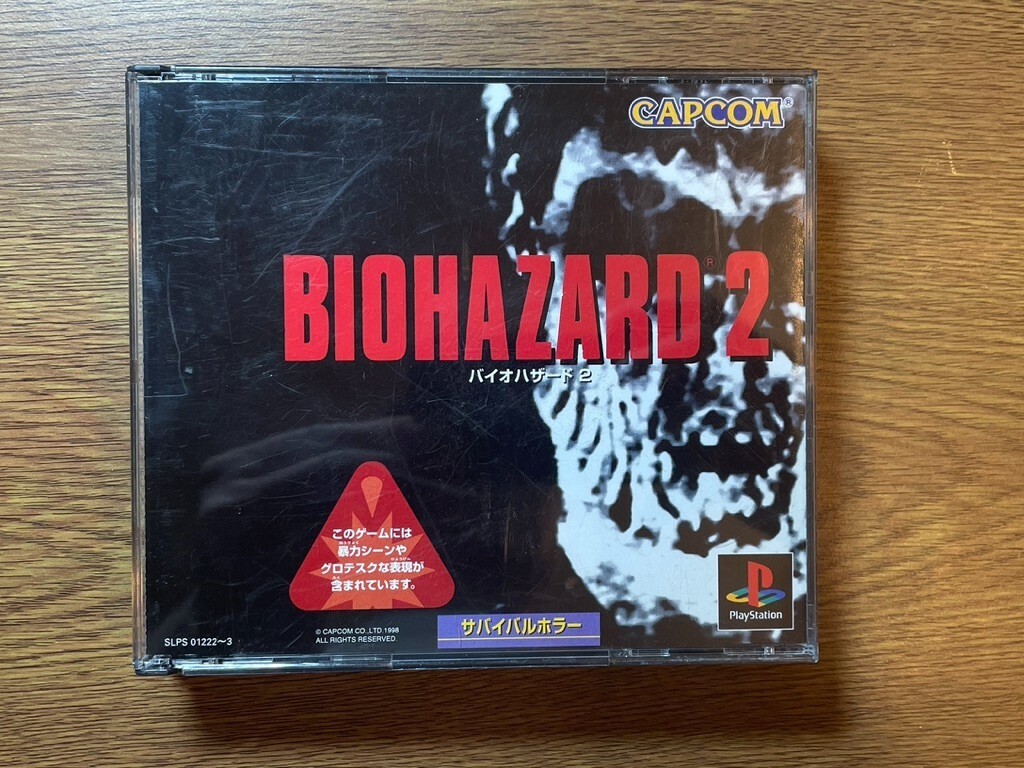 CAPCOM®
BIOHAZARD® 2
バイオハザード 2
このゲームには
暴力シーンや
グロテスクな表現が
含まれています。
© CAPCOM CO.,LTD.1998
ALL RIGHTS RESERVED
サバイバルホラー
SLPS 01222〜3
PlayStation